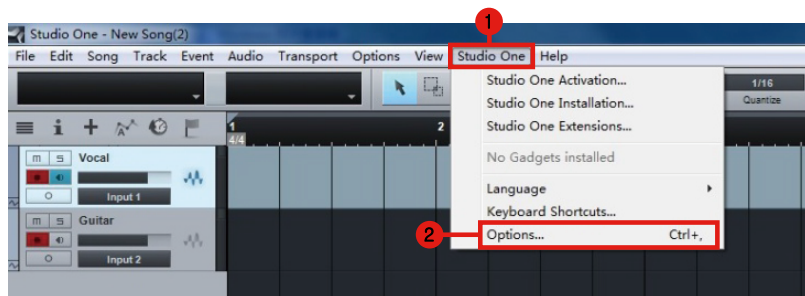 1
Studio One - New Song(2)
File Edit Song Track Event Audio Transport Options View Studio One Help
Studio One Activation...
Studio One Installation...
Studio One Extensions...
No Gadgets installed
Language
Keyboard Shortcuts...
2
Options... Ctrl+,
1/16
Quantize
1
2
4/4
m s Vocal
Input 1
m s Guitar
Input 2